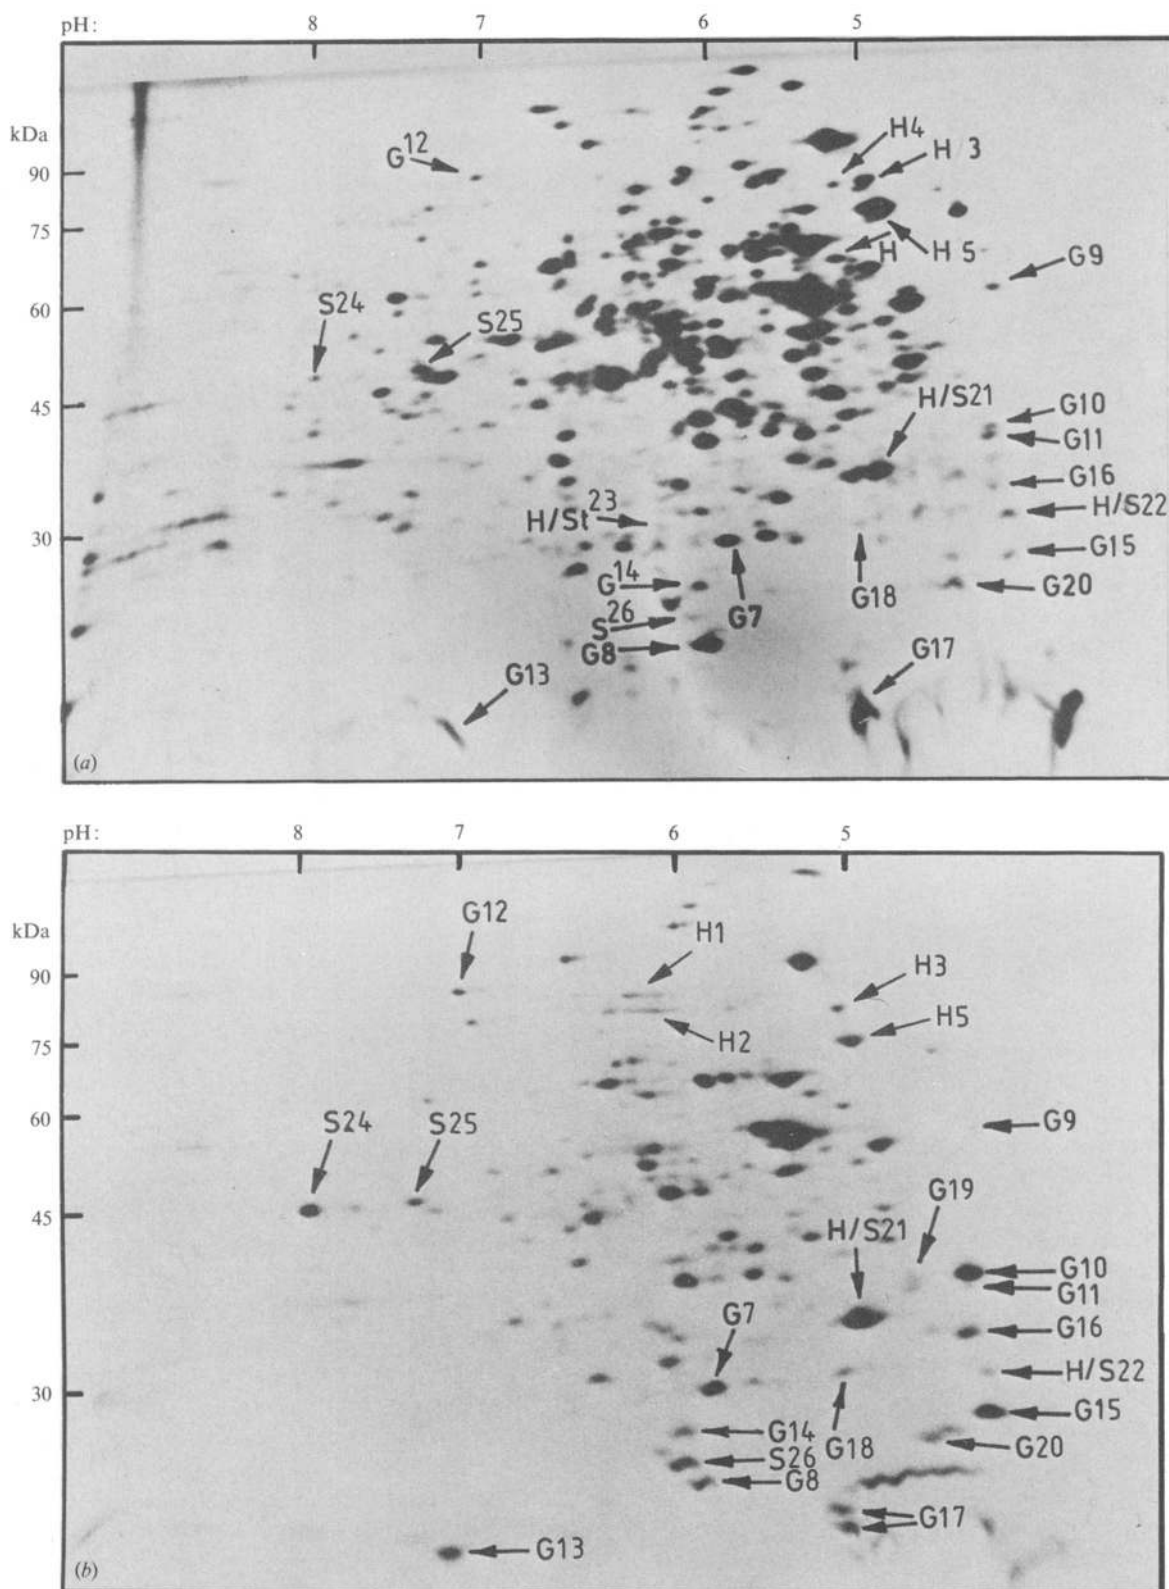 pH: 8 7 6 5
kDa
H4
G12
H 3
90
75
H
H 5
G9
60
S24
S25
45
H/S21
G10
G11
G16
H/St23
H/S22
30
G15
G14
G7
G18
G20
S26
G8
G17
G13
(a)
pH: 8 7 6 5
kDa
G12
H1
H3
90
H5
75
H2
60
S24
S25
G9
G19
45
H/S21
G10
G11
G7
G16
H/S22
30
G15
G14
G18
G20
S26
G8
G17
G13
(b)